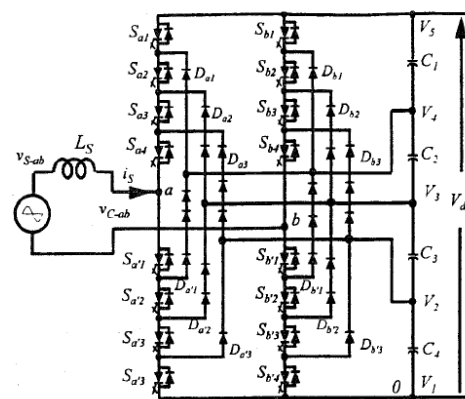 Sa1 Sb1 V5
Sa2 Da1 Sb2 Db1 C1
Sa3 Da2 Sb3 Db2 V4
Sa4 Da3 Sb4 Db3 C2
vS-ab LS iS a
vC-ab b V3 Vd
Sa'1 Sb'1 C3
Sa'2 Da'1 Sb'2 Db'1 V2
Sa'3 Da'2 Sb'3 Db'2
Da'3 Db'3 C4
Sa'3 Sb'4 0 V1